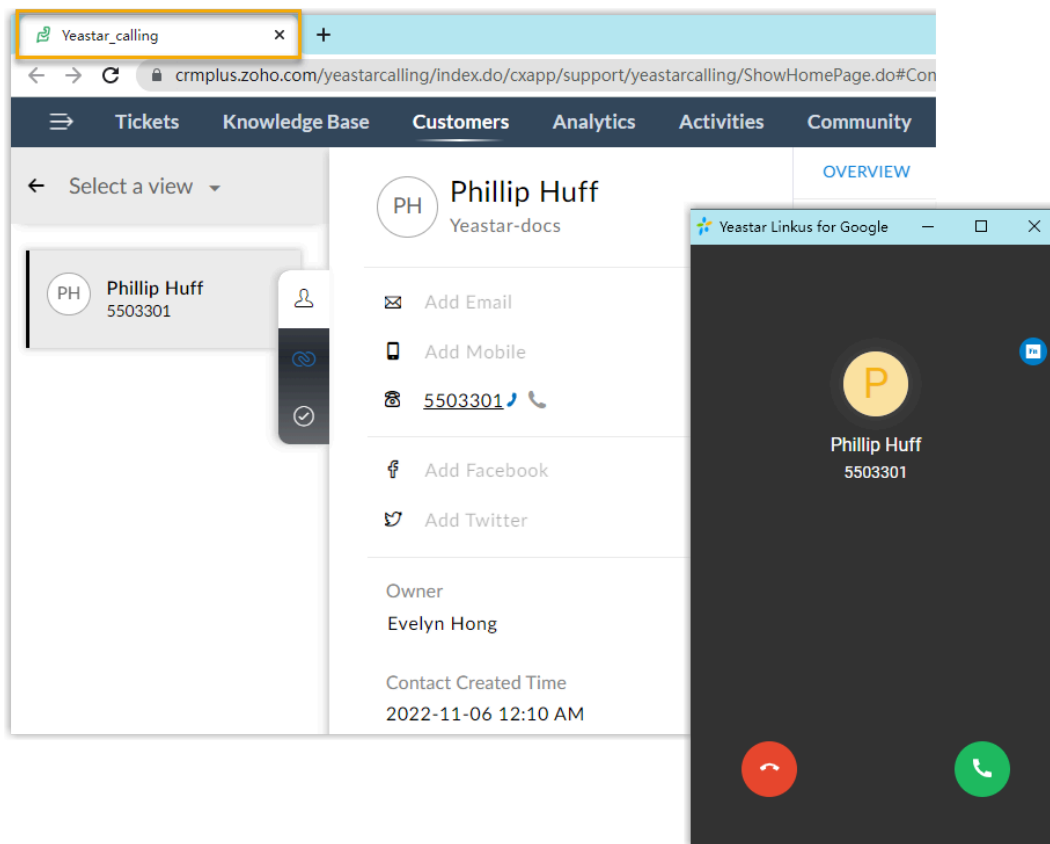 Yeastar_calling
crmplus.zoho.com/yeastarcalling/index.do/cxapp/support/yeastarcalling/ShowHomePage.do#Con
Tickets Knowledge Base Customers Analytics Activities Community
Select a view
PH Phillip Huff
5503301
PH Phillip Huff
Yeastar-docs
OVERVIEW
Add Email
Add Mobile
5503301
Add Facebook
Add Twitter
Owner
Evelyn Hong
Contact Created Time
2022-11-06 12:10 AM
Yeastar Linkus for Google
P
Phillip Huff
5503301